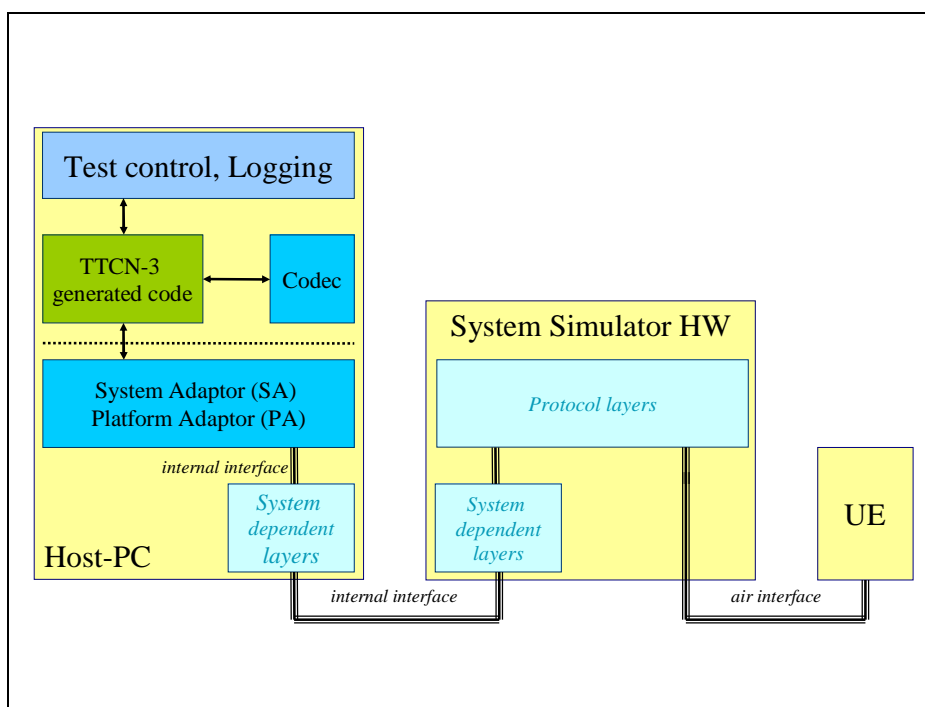 Test control, Logging
TTCN-3
generated code
Codec
System Adaptor (SA)
Platform Adaptor (PA)
internal interface
System
dependent
layers
Host-PC
System Simulator HW
Protocol layers
System
dependent
layers
UE
internal interface
air interface